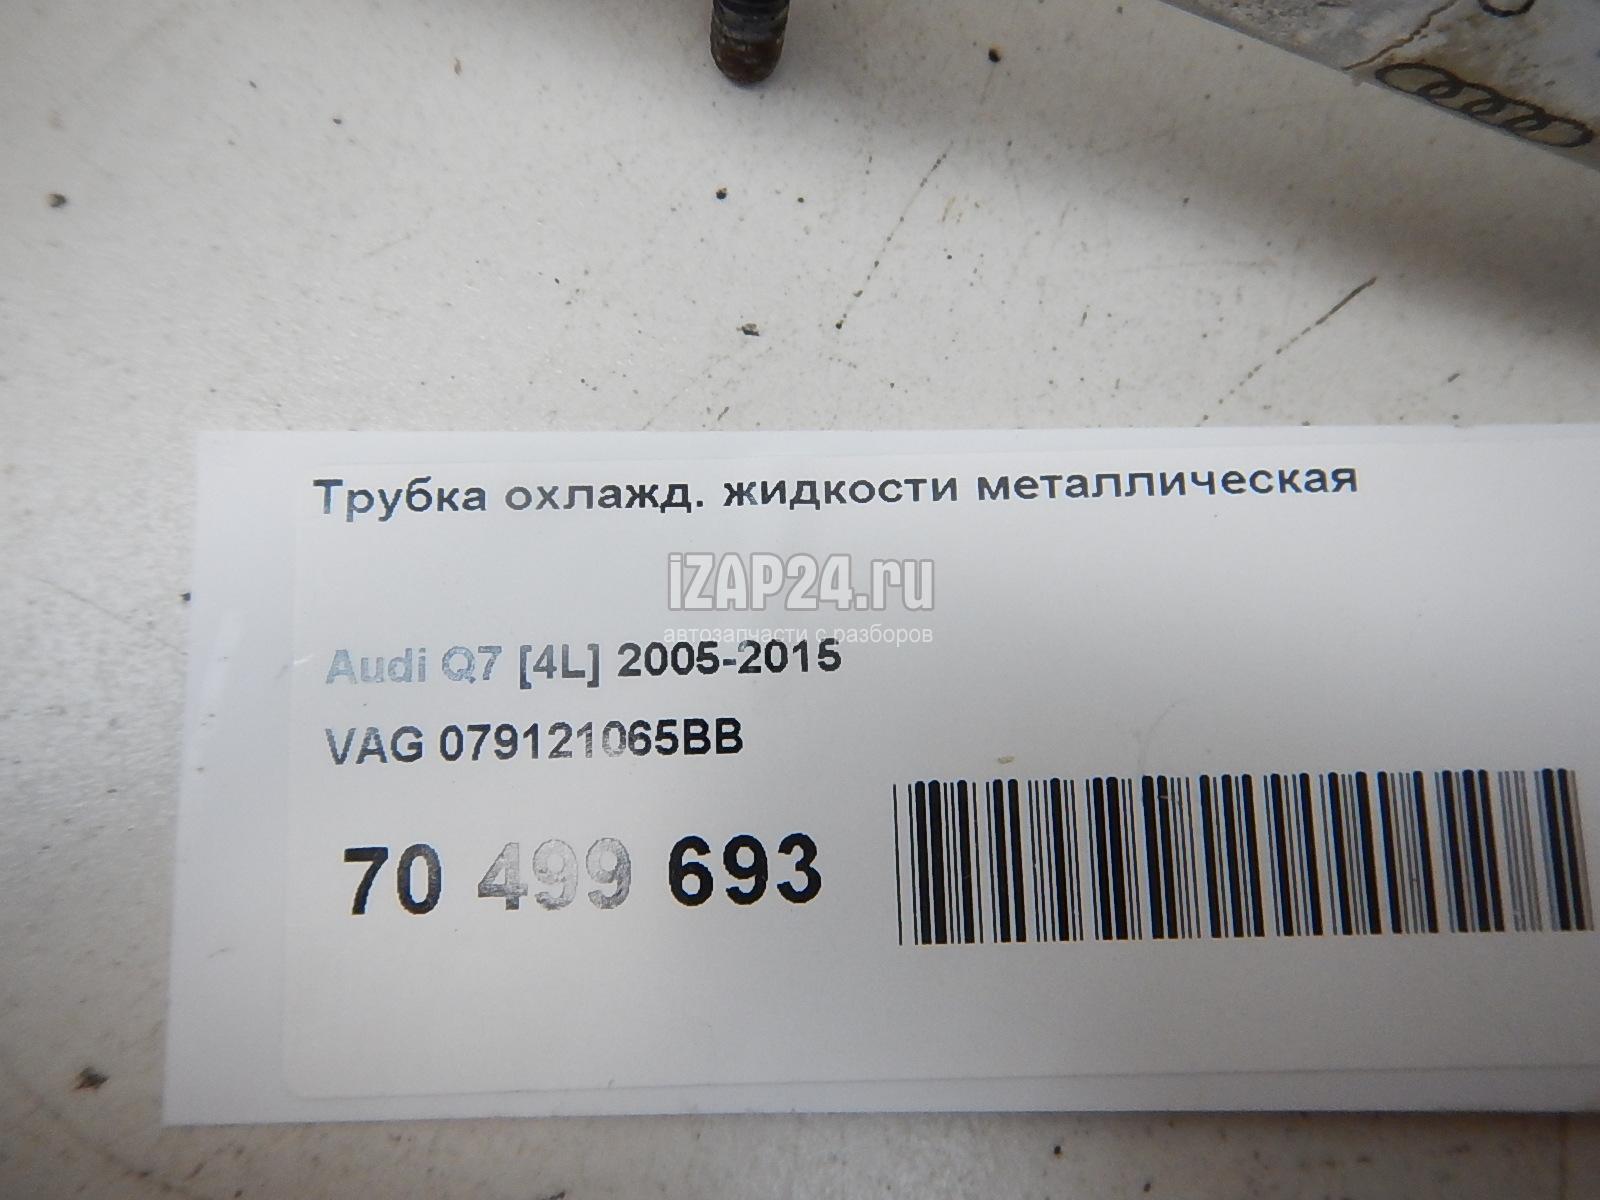 Трубка охлажд. жидкости металлическая
iZAP24.ru
автозапчасти с разборов
Audi Q7 [4L] 2005-2015
VAG 079121065BB
70 499 693